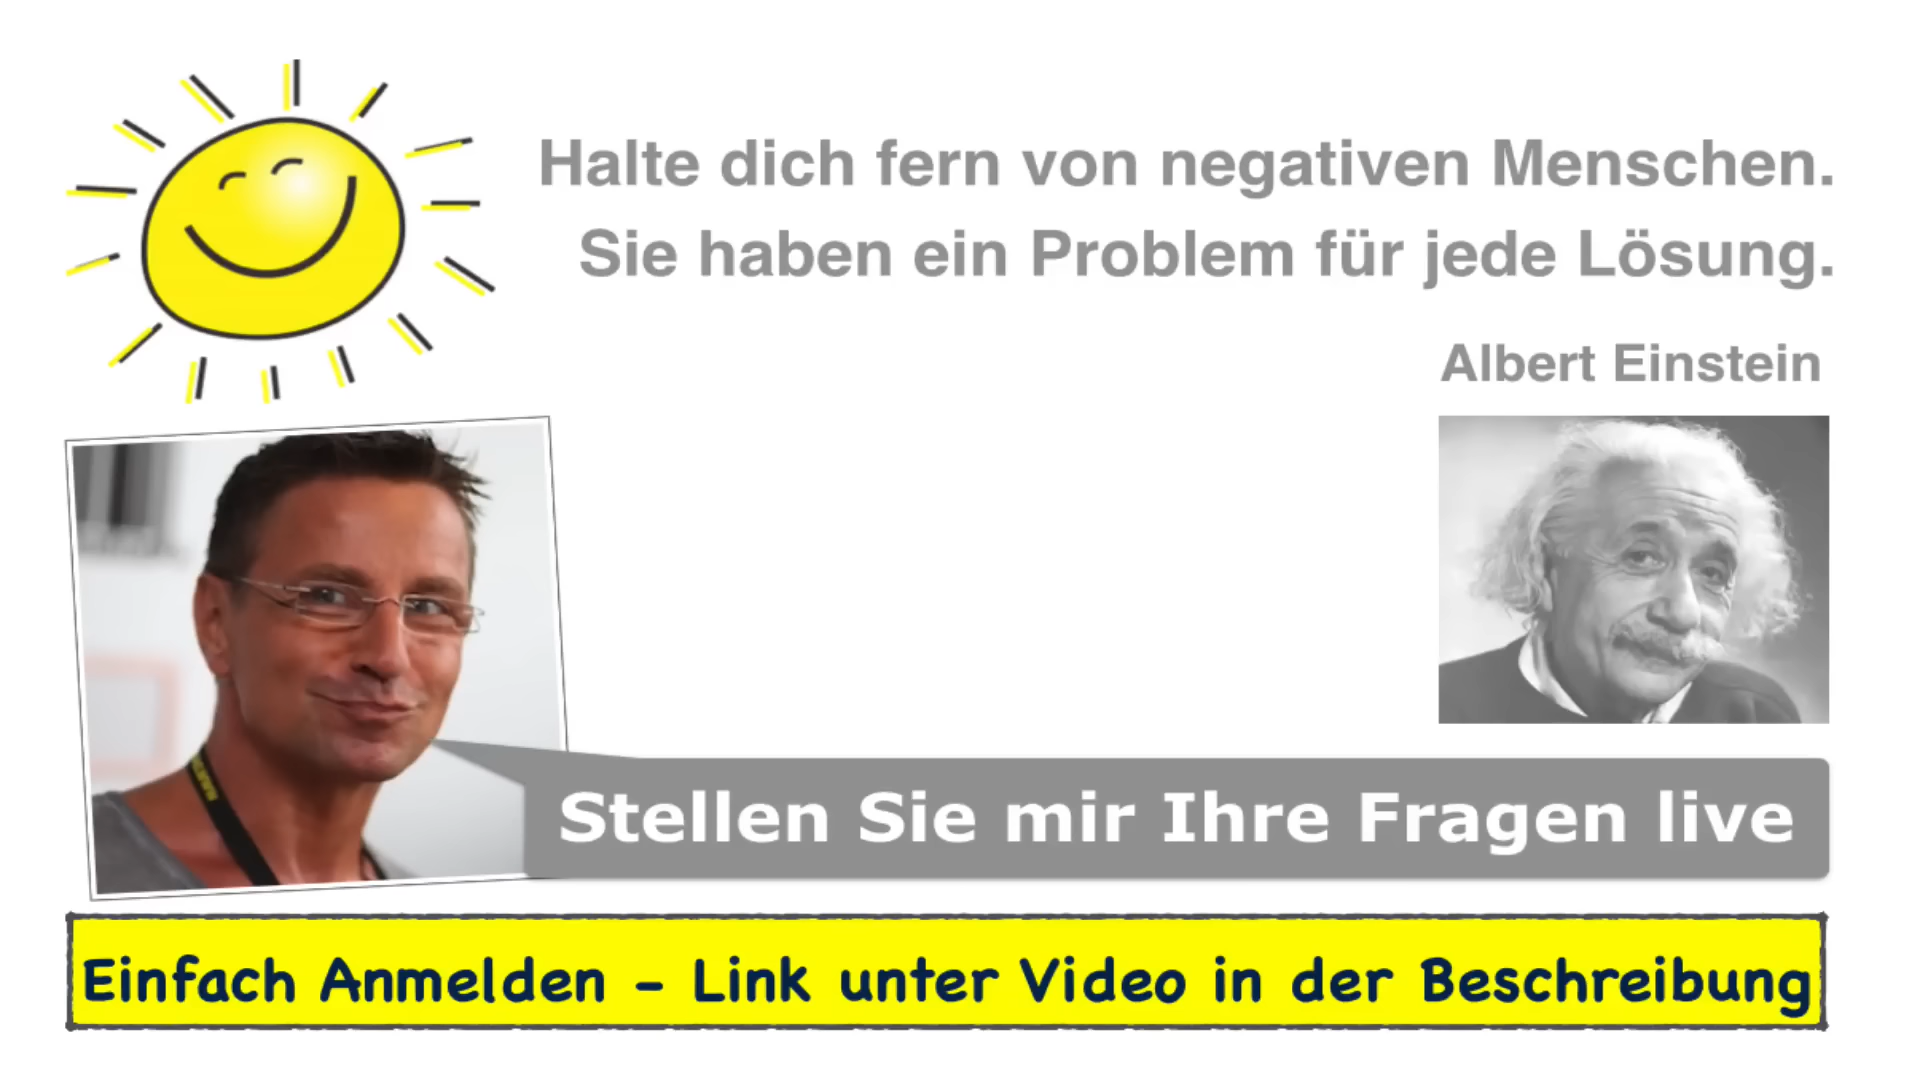 Halte dich fern von negativen Menschen.
Sie haben ein Problem für jede Lösung.
Albert Einstein
Stellen Sie mir Ihre Fragen live
Einfach Anmelden - Link unter Video in der Beschreibung